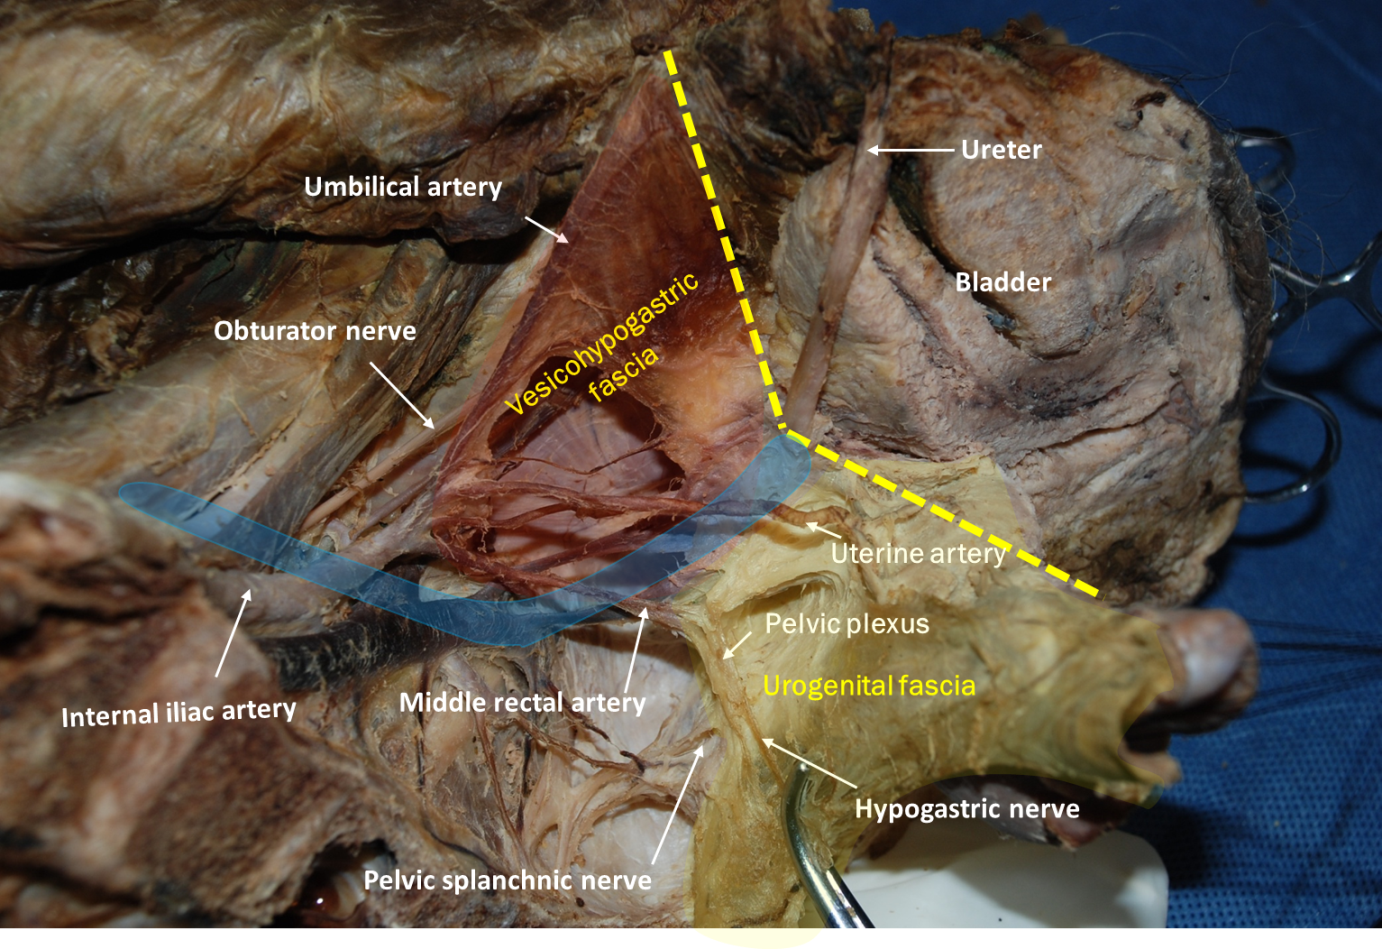 Ureter
Umbilical artery
Bladder
Obturator nerve
Vesicohypogastric
fascia
Uterine artery
Pelvic plexus
Urogenital fascia
Middle rectal artery
Internal iliac artery
Hypogastric nerve
Pelvic splanchnic nerve